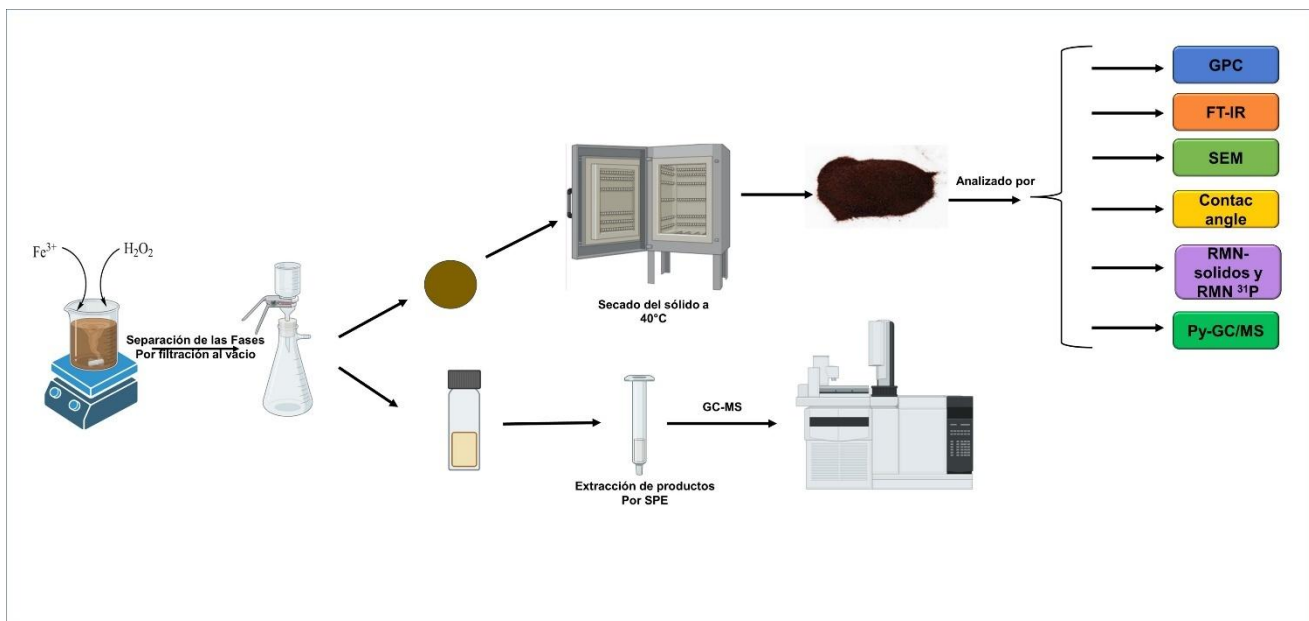 Fe³⁺
H₂O₂
Separación de las Fases
Por filtración al vacio
Secado del sólido a
40°C
Analizado por
GPC
FT-IR
SEM
Contac
angle
RMN-
solidos y
RMN ³¹P
Py-GC/MS
GC-MS
Extracción de productos
Por SPE